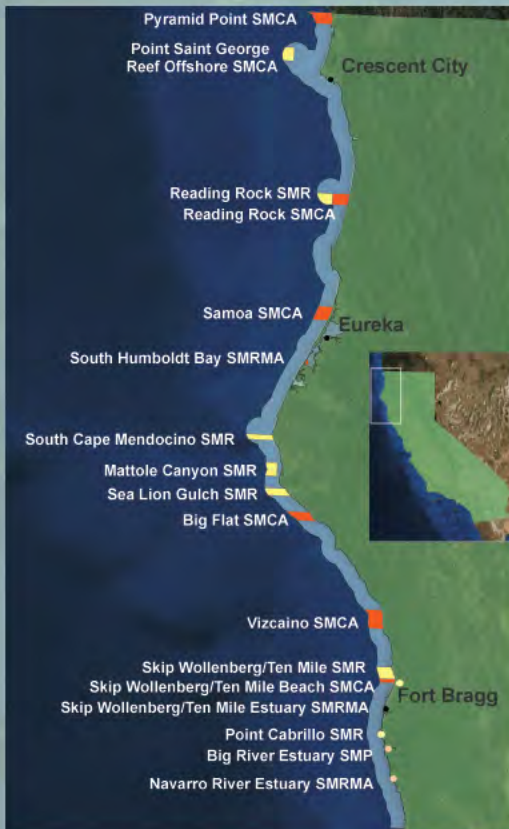 Pyramid Point SMCA
Point Saint George
Reef Offshore SMCA
Crescent City
Reading Rock SMR
Reading Rock SMCA
Samoa SMCA
Eureka
South Humboldt Bay SMRMA
South Cape Mendocino SMR
Mattole Canyon SMR
Sea Lion Gulch SMR
Big Flat SMCA
Vizcaino SMCA
Skip Wollenberg/Ten Mile SMR
Skip Wollenberg/Ten Mile Beach SMCA
Fort Bragg
Skip Wollenberg/Ten Mile Estuary SMRMA
Point Cabrillo SMR
Big River Estuary SMP
Navarro River Estuary SMRMA